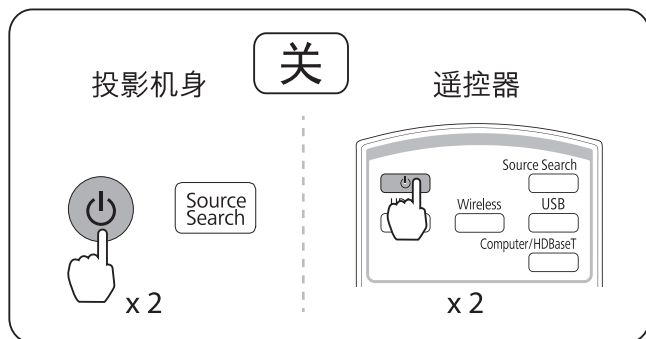 关
投影机身
遥控器
Source
Search
x 2
Source Search
Wireless
USB
Computer/HDBaseT
x 2